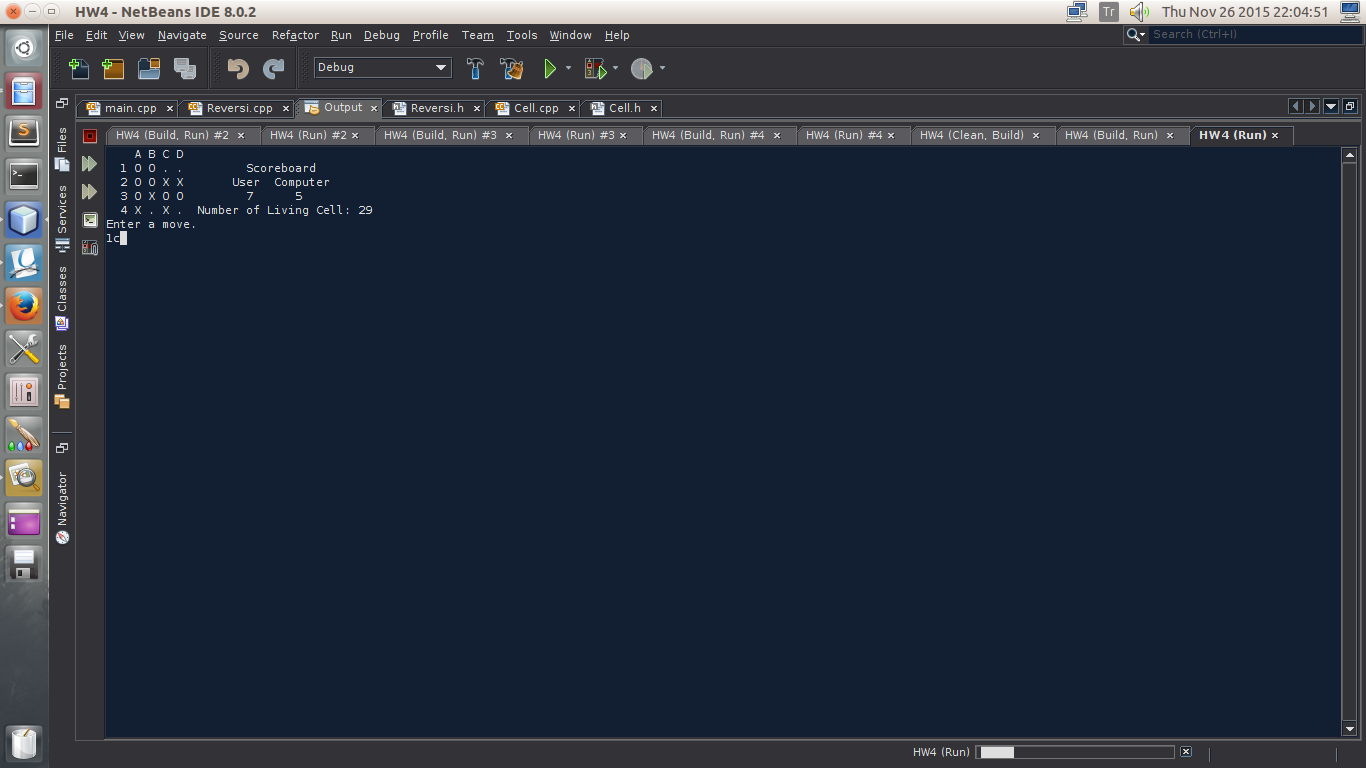 HW4 - NetBeans IDE 8.0.2
Tr
Thu Nov 26 2015 22:04:51
File Edit View Navigate Source Refactor Run Debug Profile Team Tools Window Help
Search (Ctrl+I)
Debug
main.cpp
Reversi.cpp
Output
Reversi.h
Cell.cpp
Cell.h
HW4 (Build, Run) #2
HW4 (Run) #2
HW4 (Build, Run) #3
HW4 (Run) #3
HW4 (Build, Run) #4
HW4 (Run) #4
HW4 (Clean, Build)
HW4 (Build, Run)
HW4 (Run)
A B C D
1 O O . . Scoreboard
2 O O X X User Computer
3 O X O O 7 5
4 X . X . Number of Living Cell: 29
Enter a move.
1c
Files
Services
Classes
Projects
Navigator
HW4 (Run)